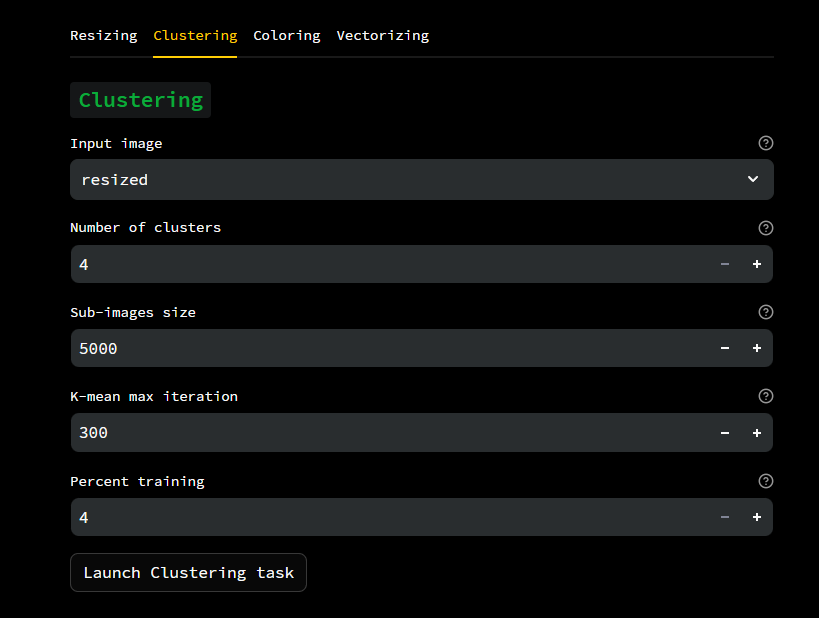 Resizing Clustering Coloring Vectorizing
Clustering
Input image
resized
Number of clusters
4
Sub-images size
5000
K-mean max iteration
300
Percent training
4
Launch Clustering task